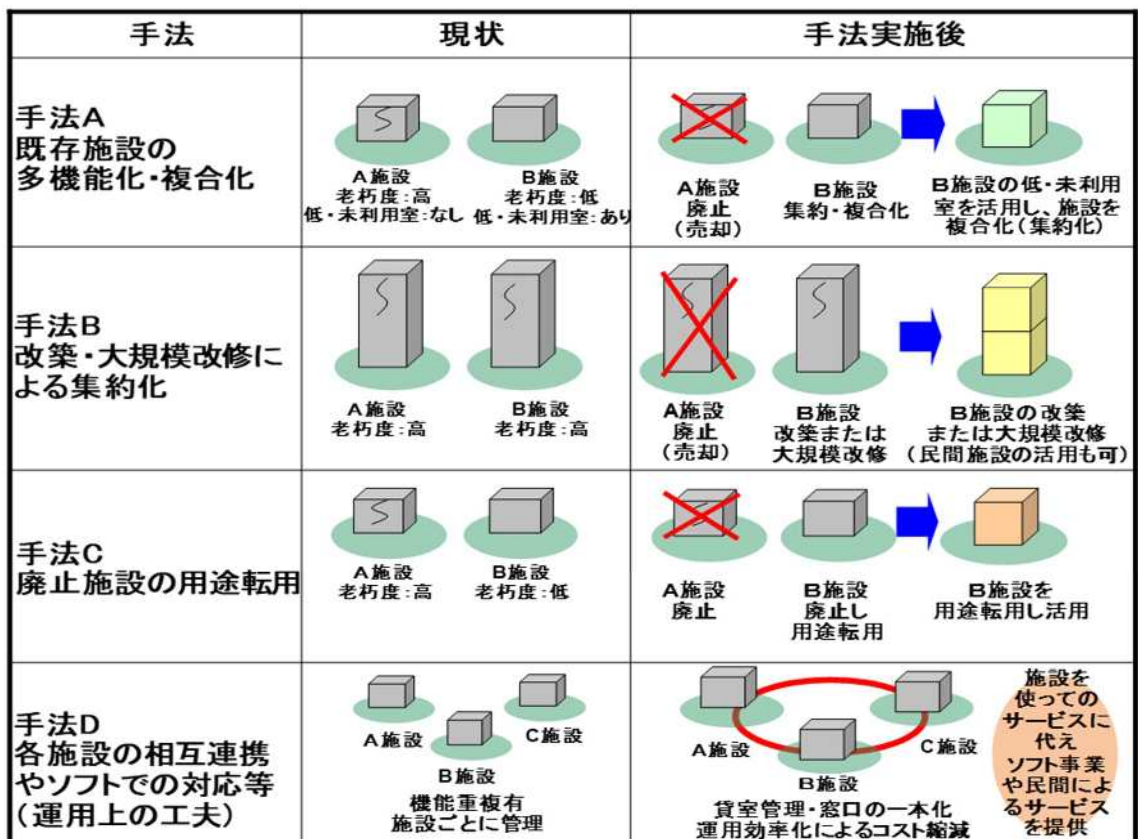 手法
現状
手法実施後
手法A
既存施設の
多機能化・複合化
A施設
老朽度:高
低・未利用室:なし
B施設
老朽度:低
低・未利用室:あり
A施設
廃止
(売却)
B施設
集約・複合化
B施設の低・未利用
室を活用し、施設を
複合化(集約化)
手法B
改築・大規模改修に
よる集約化
A施設
老朽度:高
B施設
老朽度:高
A施設
廃止
(売却)
B施設
改築または
大規模改修
B施設の改築
または大規模改修
(民間施設の活用も可)
手法C
廃止施設の用途転用
A施設
老朽度:高
B施設
老朽度:低
A施設
廃止
B施設
廃止し
用途転用
B施設を
用途転用し活用
手法D
各施設の相互連携
やソフトでの対応等
(運用上の工夫)
A施設
C施設
B施設
機能重複有
施設ごとに管理
A施設
C施設
B施設
貸室管理・窓口の一本化
運用効率化によるコスト縮減
施設を
使っての
サービスに
代え
ソフト事業
や民間によ
るサービス
を提供